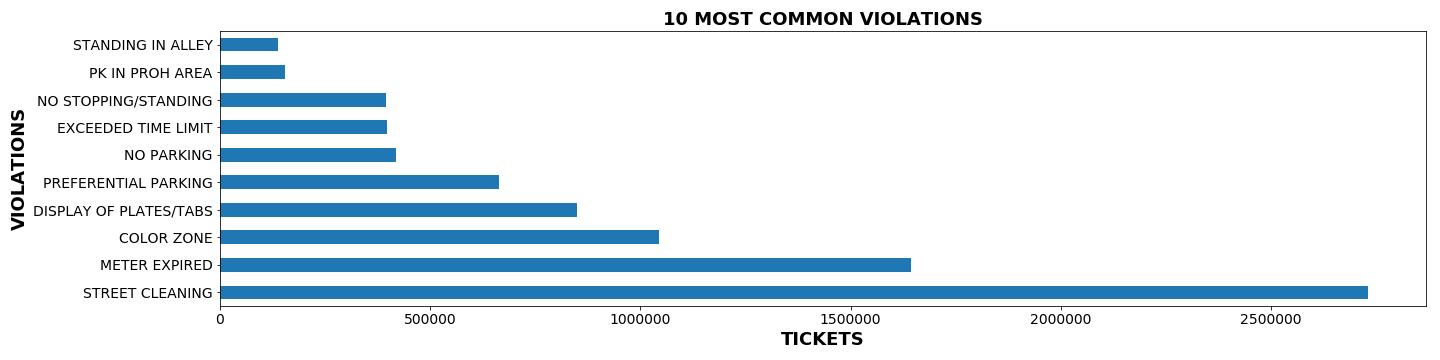 10 MOST COMMON VIOLATIONS
STANDING IN ALLEY
PK IN PROH AREA
NO STOPPING/STANDING
EXCEEDED TIME LIMIT
NO PARKING
PREFERENTIAL PARKING
DISPLAY OF PLATES/TABS
COLOR ZONE
METER EXPIRED
STREET CLEANING
VIOLATIONS
0 500000 1000000 1500000 2000000 2500000
TICKETS